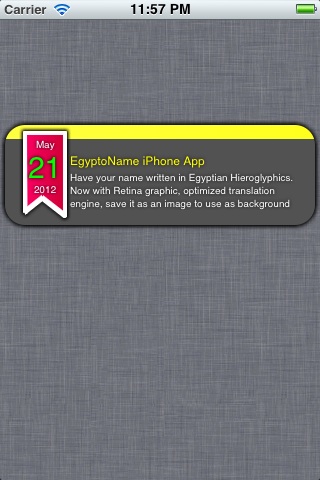 Carrier 11:57 PM
May
21
2012
EgyptoName iPhone App
Have your name written in Egyptian Hieroglyphics.
Now with Retina graphic, optimized translation
engine, save it as an image to use as background